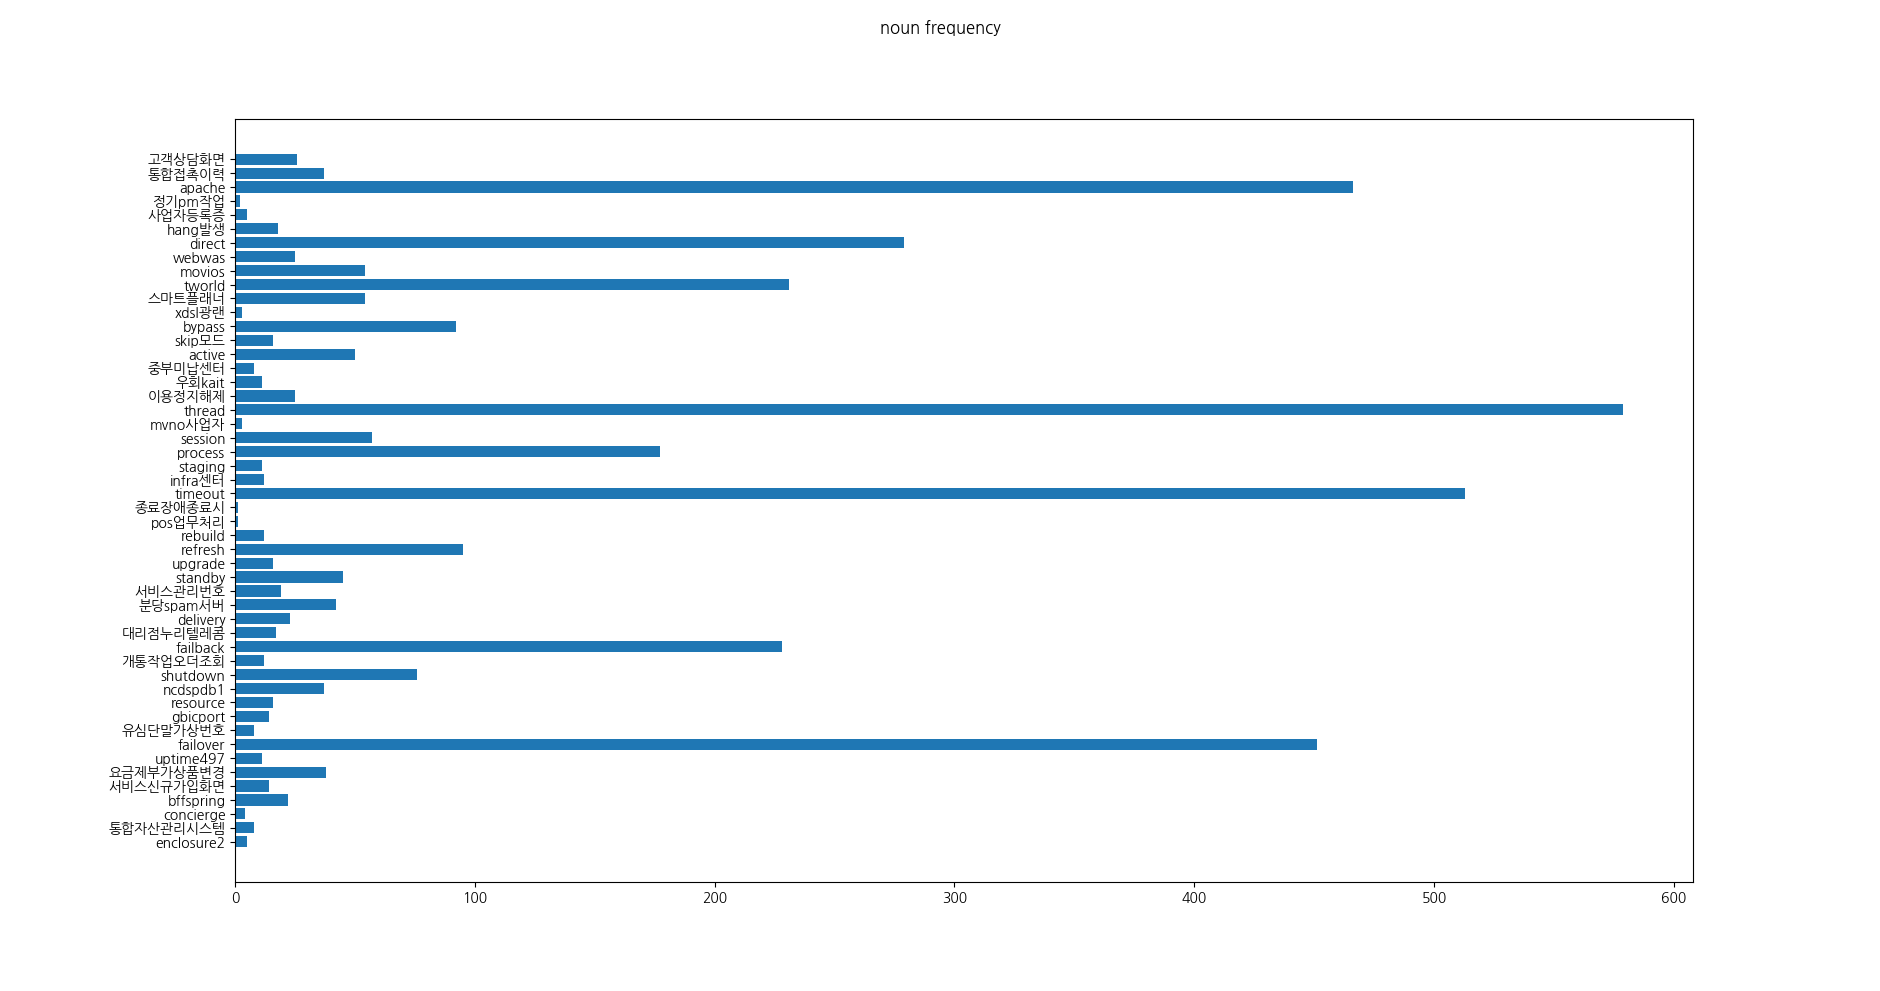 noun frequency
고객상담화면
통합접촉이력
apache
정기pm작업
사업자등록증
hang발생
direct
webwas
movios
tworld
스마트플래너
xdsl광랜
bypass
skip모드
active
중부미납센터
우회kait
이용정지해제
thread
mvno사업자
session
process
staging
infra센터
timeout
종료장애종료시
pos업무처리
rebuild
refresh
upgrade
standby
서비스관리번호
분당spam서버
delivery
대리점누리텔레콤
failback
개통작업오더조회
shutdown
ncdspdb1
resource
gbicport
유심단말가상번호
failover
uptime497
요금제부가상품변경
서비스신규가입화면
bffspring
concierge
통합자산관리시스템
enclosure2
0 100 200 300 400 500 600